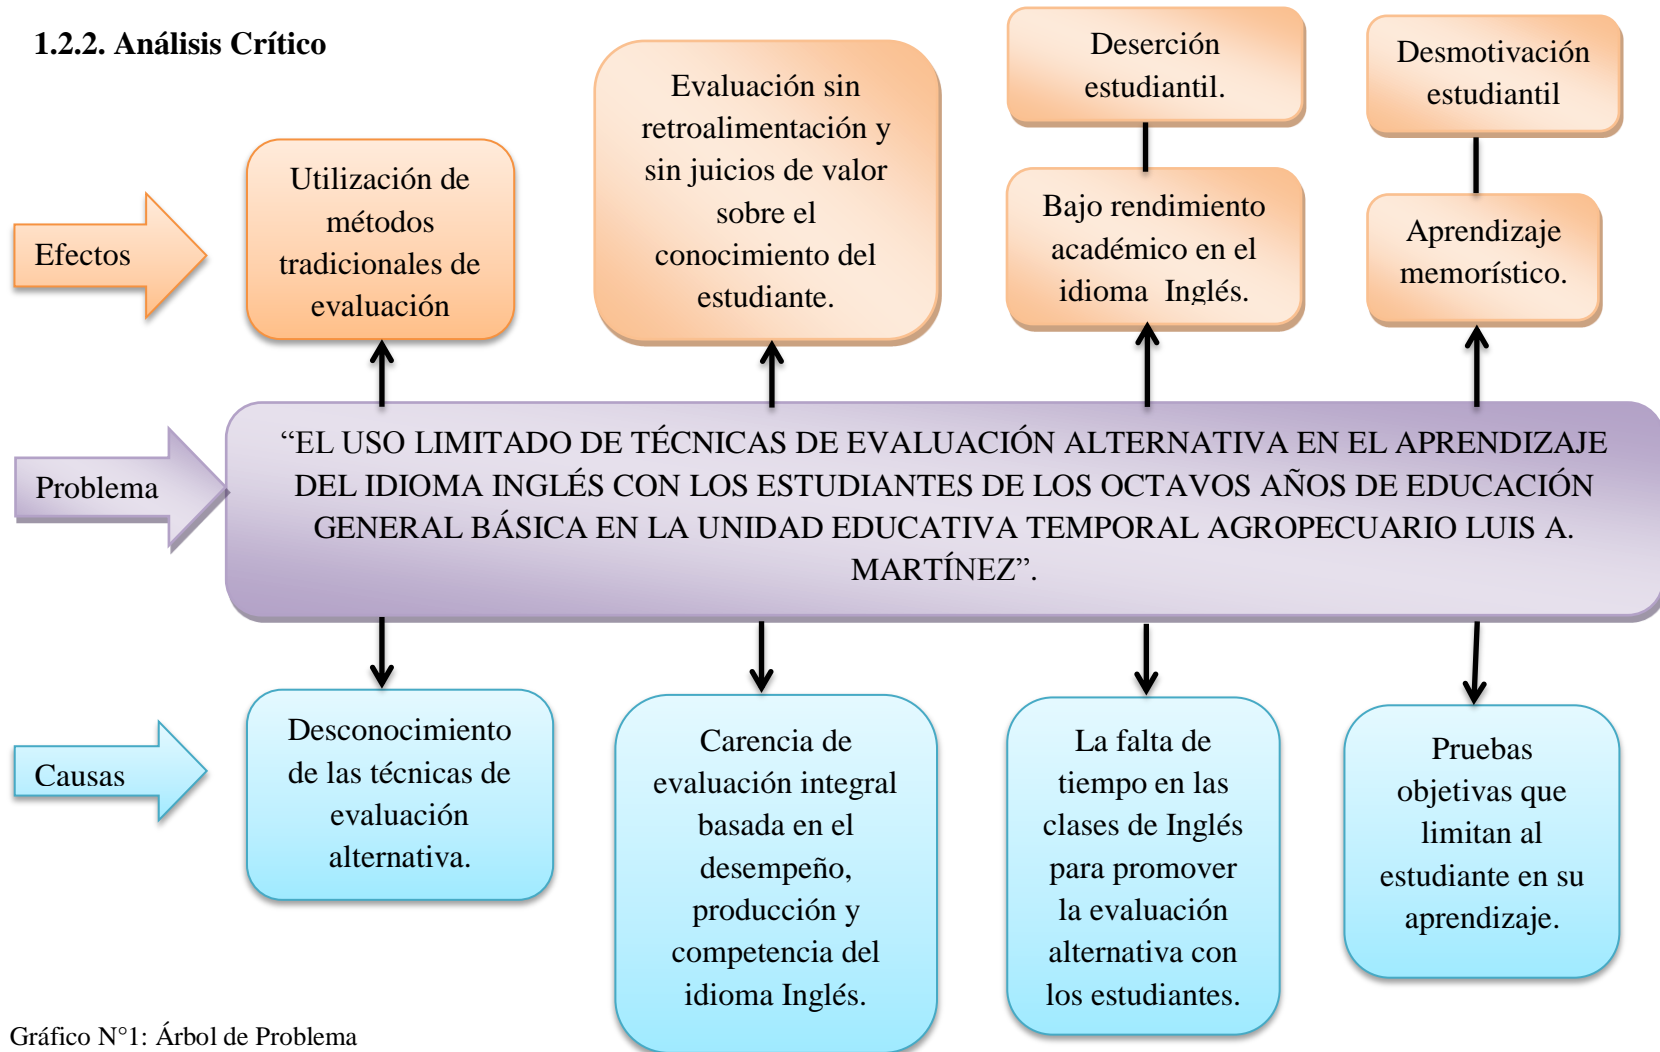 1.2.2. Análisis Crítico
Efectos
Utilización de
métodos
tradicionales de
evaluación
Evaluación sin
retroalimentación y
sin juicios de valor
sobre el
conocimiento del
estudiante.
Deserción
estudiantil.
Bajo rendimiento
académico en el
idioma Inglés.
Desmotivación
estudiantil
Aprendizaje
memorístico.
Problema
“EL USO LIMITADO DE TÉCNICAS DE EVALUACIÓN ALTERNATIVA EN EL APRENDIZAJE
DEL IDIOMA INGLÉS CON LOS ESTUDIANTES DE LOS OCTAVOS AÑOS DE EDUCACIÓN
GENERAL BÁSICA EN LA UNIDAD EDUCATIVA TEMPORAL AGROPECUARIO LUIS A.
MARTÍNEZ”.
Causas
Desconocimiento
de las técnicas de
evaluación
alternativa.
Carencia de
evaluación integral
basada en el
desempeño,
producción y
competencia del
idioma Inglés.
La falta de
tiempo en las
clases de Inglés
para promover
la evaluación
alternativa con
los estudiantes.
Pruebas
objetivas que
limitan al
estudiante en su
aprendizaje.
Gráfico N°1: Árbol de Problema